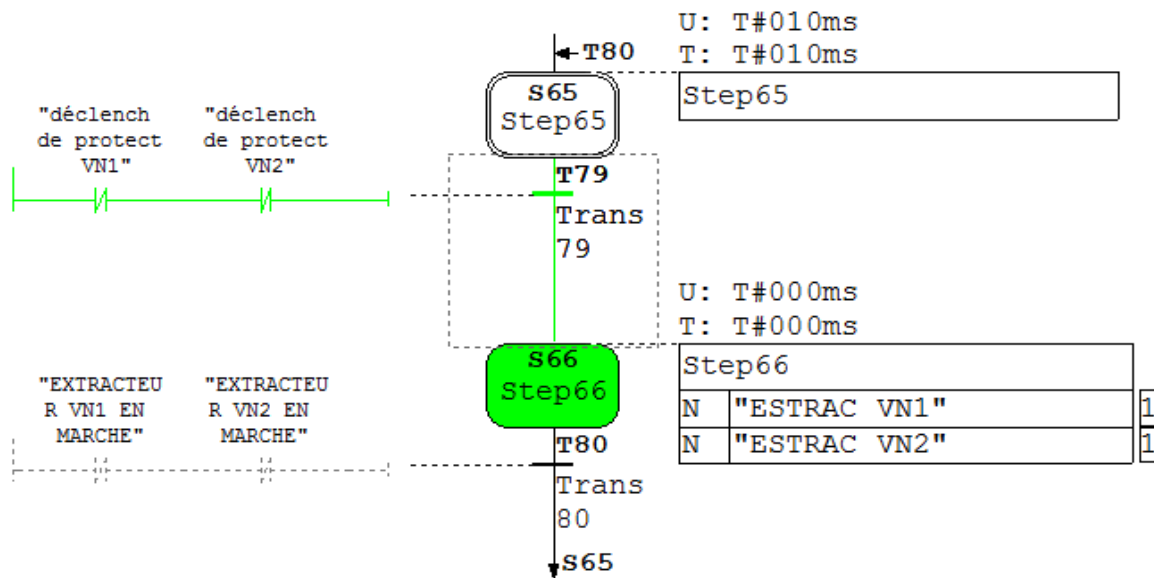 U: T#010ms
T80
T: T#010ms
S65
Step65
Step65
"déclench
de protect
VN1"
"déclench
de protect
VN2"
T79
Trans
79
U: T#000ms
T: T#000ms
S66
Step66
Step66
N "ESTRAC VN1" 1
N "ESTRAC VN2" 1
"EXTRACTEU
R VN1 EN
MARCHE"
"EXTRACTEU
R VN2 EN
MARCHE"
T80
Trans
80
S65